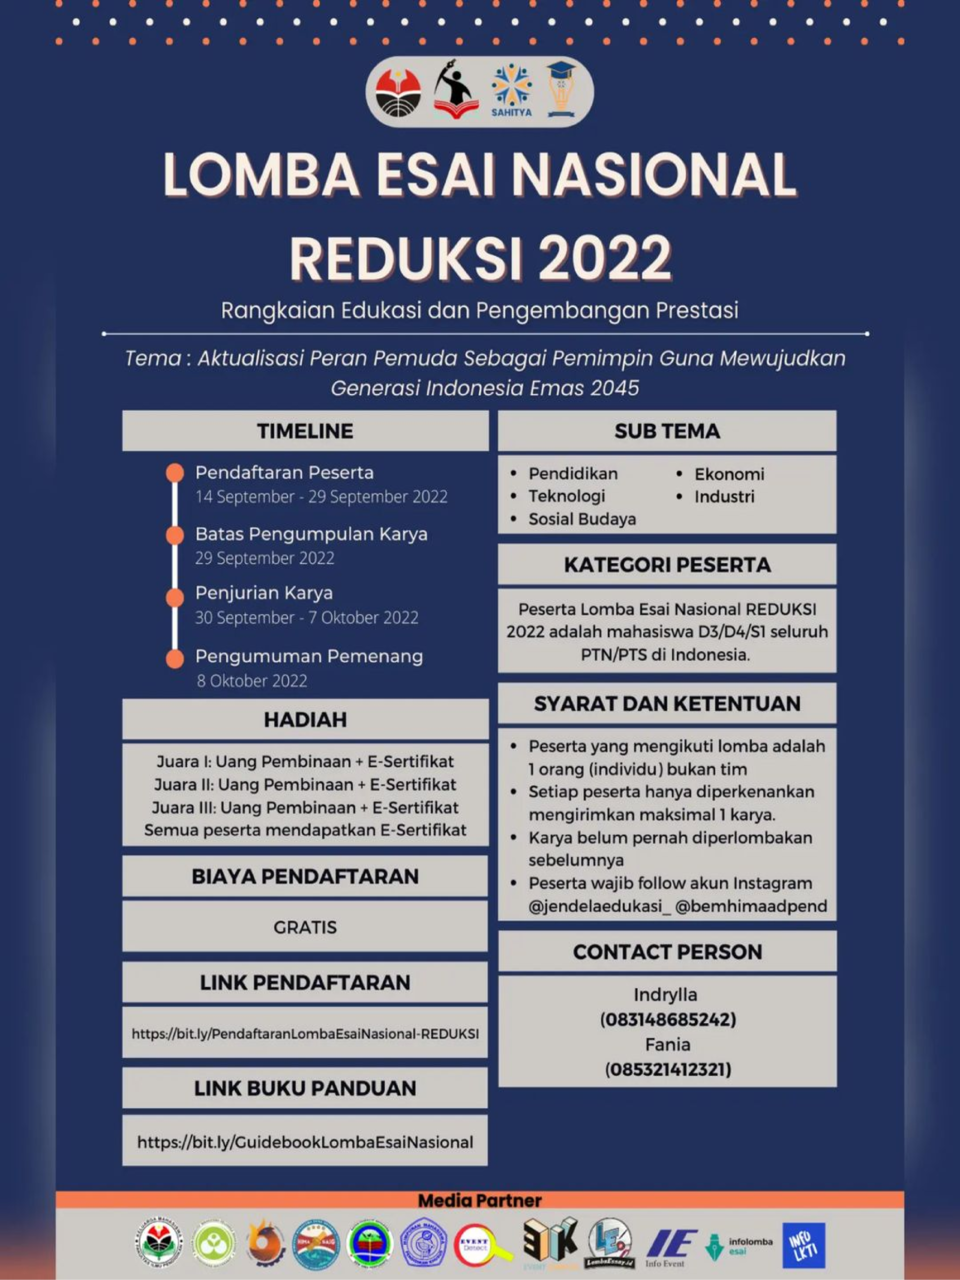 SAHITYA
LOMBA ESAI NASIONAL
REDUKSI 2022
Rangkaian Edukasi dan Pengembangan Prestasi
Tema : Aktualisasi Peran Pemuda Sebagai Pemimpin Guna Mewujudkan
Generasi Indonesia Emas 2045
TIMELINE
Pendaftaran Peserta
14 September - 29 September 2022
Batas Pengumpulan Karya
29 September 2022
Penjurian Karya
30 September - 7 Oktober 2022
Pengumuman Pemenang
8 Oktober 2022
HADIAH
Juara I: Uang Pembinaan + E-Sertifikat
Juara II: Uang Pembinaan + E-Sertifikat
Juara III: Uang Pembinaan + E-Sertifikat
Semua peserta mendapatkan E-Sertifikat
BIAYA PENDAFTARAN
GRATIS
LINK PENDAFTARAN
https://bit.ly/PendaftaranLombaEsaiNasional-REDUKSI
LINK BUKU PANDUAN
https://bit.ly/GuidebookLombaEsaiNasional
SUB TEMA
• Pendidikan
• Teknologi
• Sosial Budaya
• Ekonomi
• Industri
KATEGORI PESERTA
Peserta Lomba Esai Nasional REDUKSI
2022 adalah mahasiswa D3/D4/S1 seluruh
PTN/PTS di Indonesia.
SYARAT DAN KETENTUAN
• Peserta yang mengikuti lomba adalah
1 orang (individu) bukan tim
• Setiap peserta hanya diperkenankan
mengirimkan maksimal 1 karya.
• Karya belum pernah diperlombakan
sebelumnya
• Peserta wajib follow akun Instagram
@jendelaedukasi_ @bemhimaadpend
CONTACT PERSON
Indrylla
(083148685242)
Fania
(085321412321)
Media Partner
EVENT
LombaEssay.id
IE
Info Event
infolomba
esai
INFO
LKTI